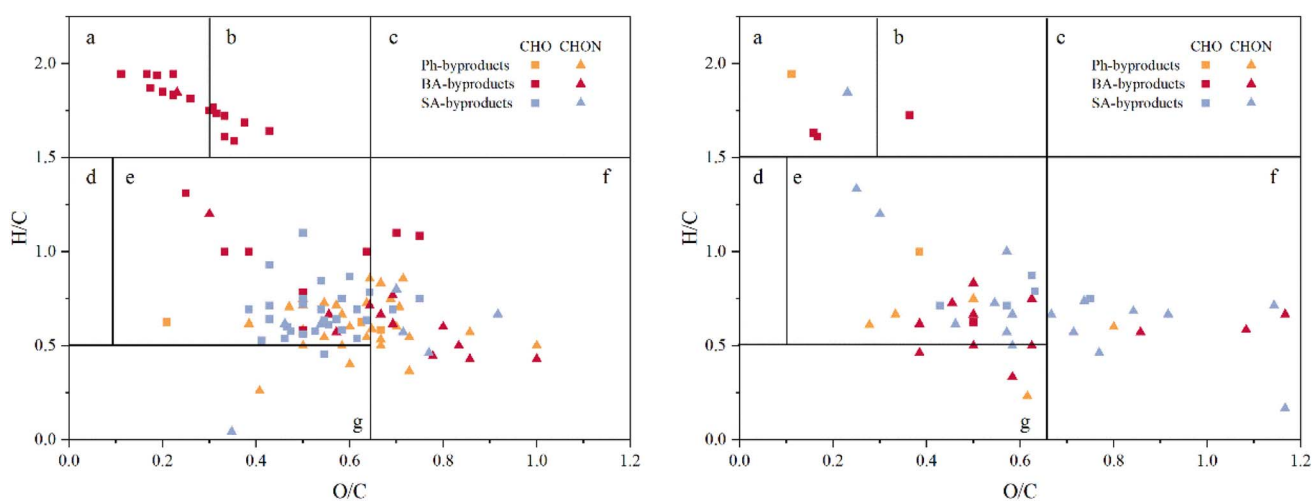 a b c
CHO CHON
Ph-byproducts
BA-byproducts
SA-byproducts
d e f
g
H/C
2.0
1.5
1.0
0.5
0.0
0.0 0.2 0.4 0.6 0.8 1.0 1.2
O/C
a b c
CHO CHON
Ph-byproducts
BA-byproducts
SA-byproducts
d e f
g
H/C
2.0
1.5
1.0
0.5
0.0
0.0 0.2 0.4 0.6 0.8 1.0 1.2
O/C